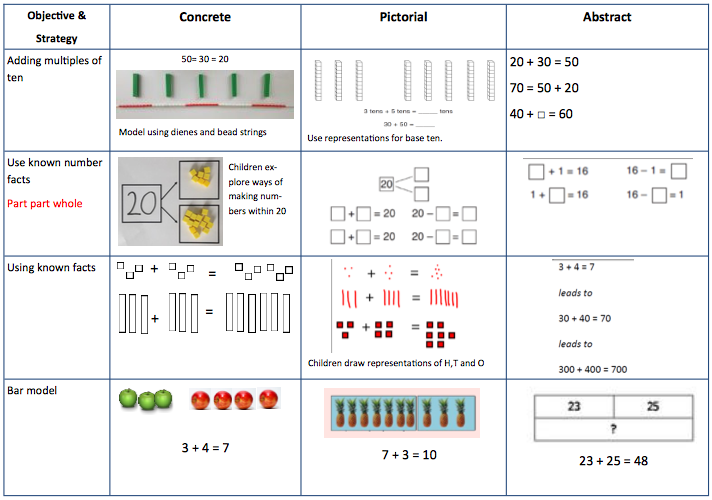 Objective &
Strategy
Concrete
Pictorial
Abstract
Adding multiples of
ten
50= 30 = 20
Model using dienes and bead strings
3 tens + 5 tens = _____ tens
30 + 50 = _____
Use representations for base ten.
20 + 30 = 50
70 = 50 + 20
40 + □ = 60
Use known number
facts
Part part whole
20
Children ex-
plore ways of
making num-
bers within 20
20
□ + □ = 20 20 - □ = □
□ + □ = 20 20 - □ = □
□ + 1 = 16 16 - 1 = □
1 + □ = 16 16 - □ = 1
Using known facts
+ =
+ =
+ =
+ =
+ =
Children draw representations of H,T and O
3 + 4 = 7
leads to
30 + 40 = 70
leads to
300 + 400 = 700
Bar model
3 + 4 = 7
7 + 3 = 10
23 25
?
23 + 25 = 48